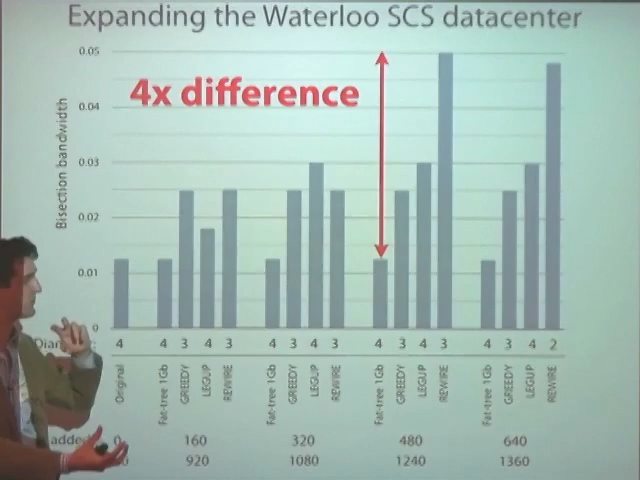 Expanding the Waterloo SCS datacenter
0.05
4x difference
0.04
Bisection bandwidth
0.03
0.02
0.01
0
4 4 3 4 3 4 3 4 3 4 3 4 3 4 3 4 2
Original Fat-tree 1Gb GREEDY LEGUP REWIRE Fat-tree 1Gb GREEDY LEGUP REWIRE Fat-tree 1Gb GREEDY LEGUP REWIRE Fat-tree 1Gb GREEDY LEGUP REWIRE
added 0 160 320 480 640
920 1080 1240 1360